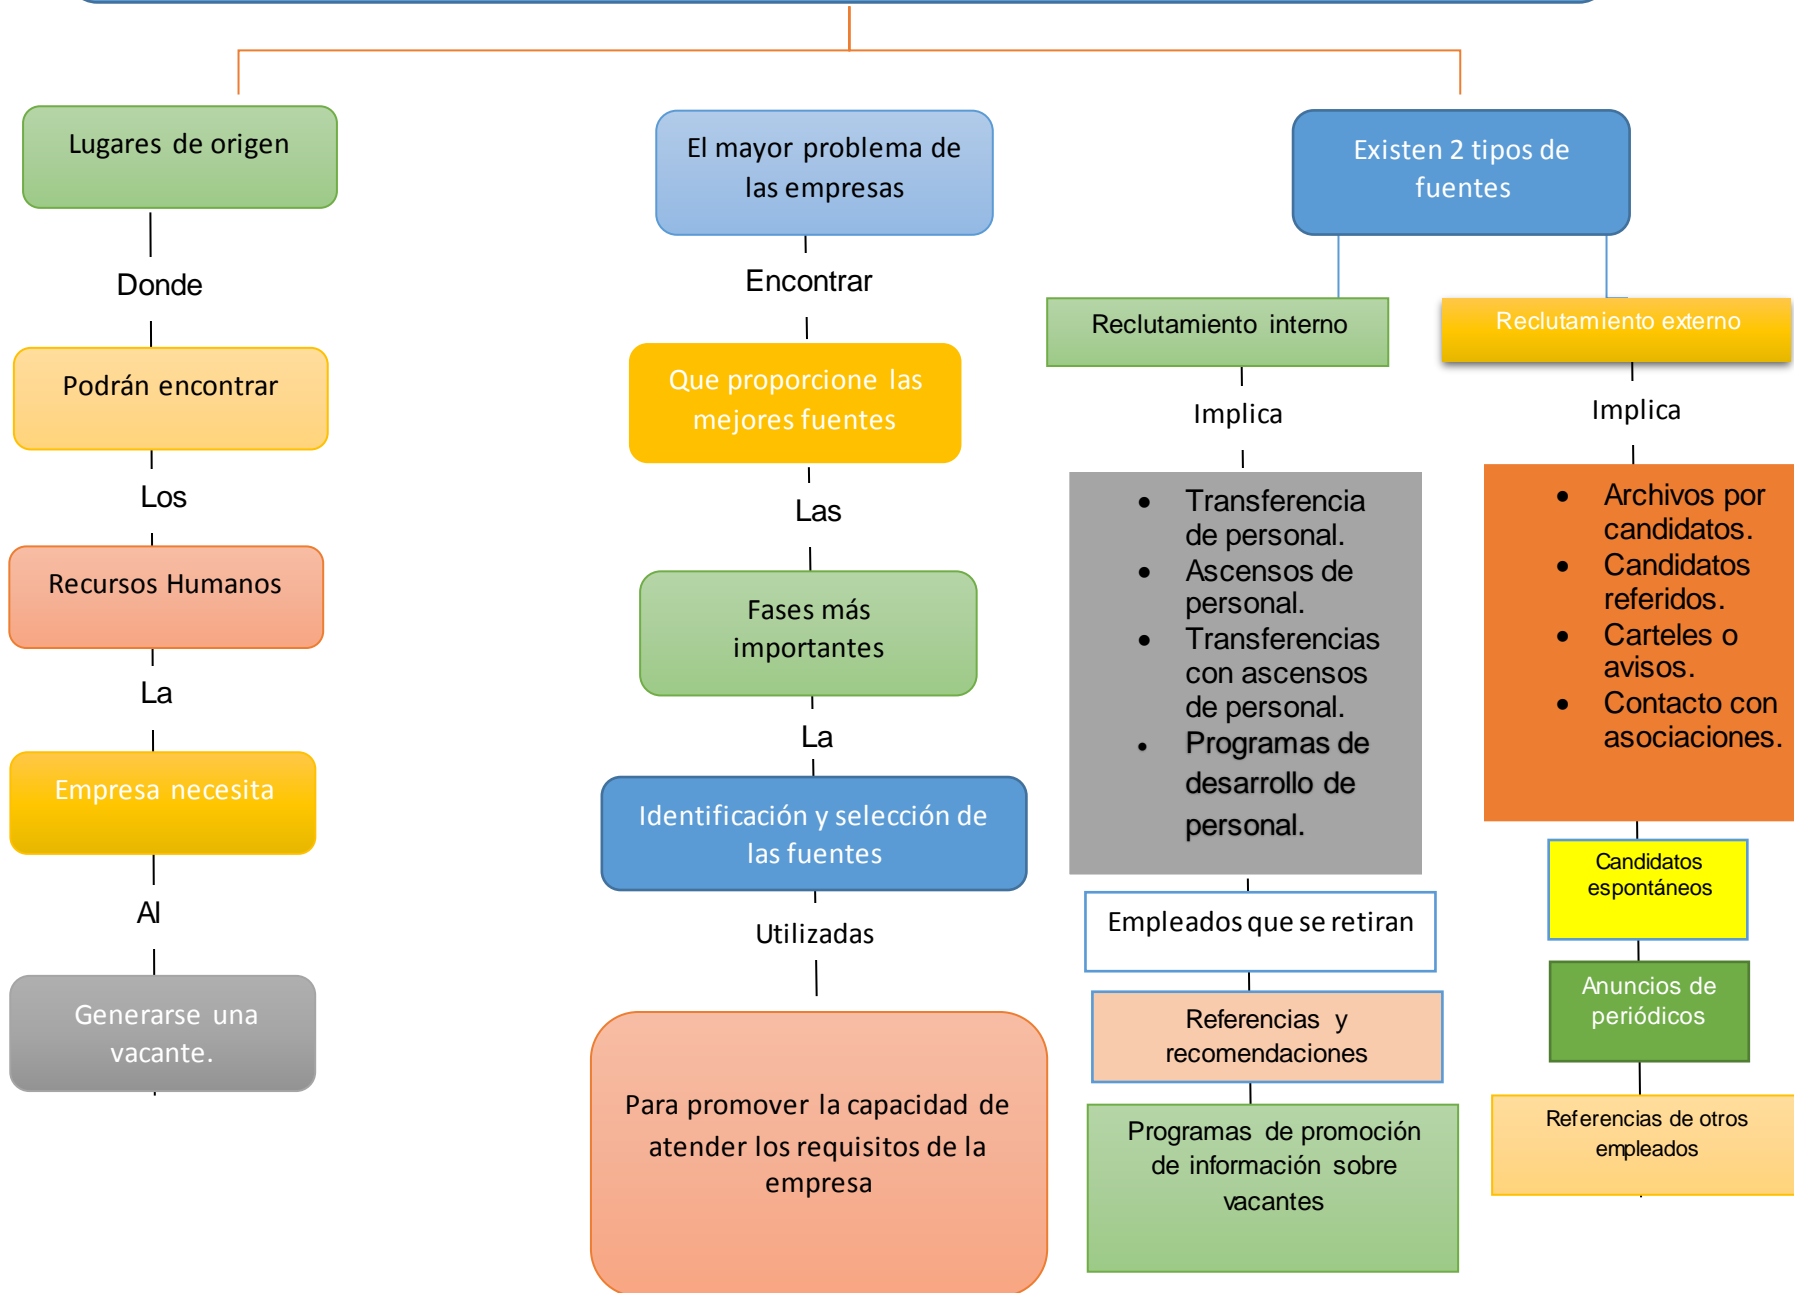 Lugares de origen
Donde
Podrán encontrar
Los
Recursos Humanos
La
Empresa necesita
Al
Generarse una
vacante.
El mayor problema de
las empresas
Encontrar
Que proporcione las
mejores fuentes
Las
Fases más
importantes
La
Identificación y selección de
las fuentes
Utilizadas
Para promover la capacidad de
atender los requisitos de la
empresa
Existen 2 tipos de
fuentes
Reclutamiento interno
Implica
• Transferencia
de personal.
• Ascensos de
personal.
• Transferencias
con ascensos
de personal.
• Programas de
desarrollo de
personal.
Empleados que se retiran
Referencias y
recomendaciones
Programas de promoción
de información sobre
vacantes
Reclutamiento externo
Implica
• Archivos por
candidatos.
• Candidatos
referidos.
• Carteles o
avisos.
• Contacto con
asociaciones.
Candidatos
espontáneos
Anuncios de
periódicos
Referencias de otros
empleados